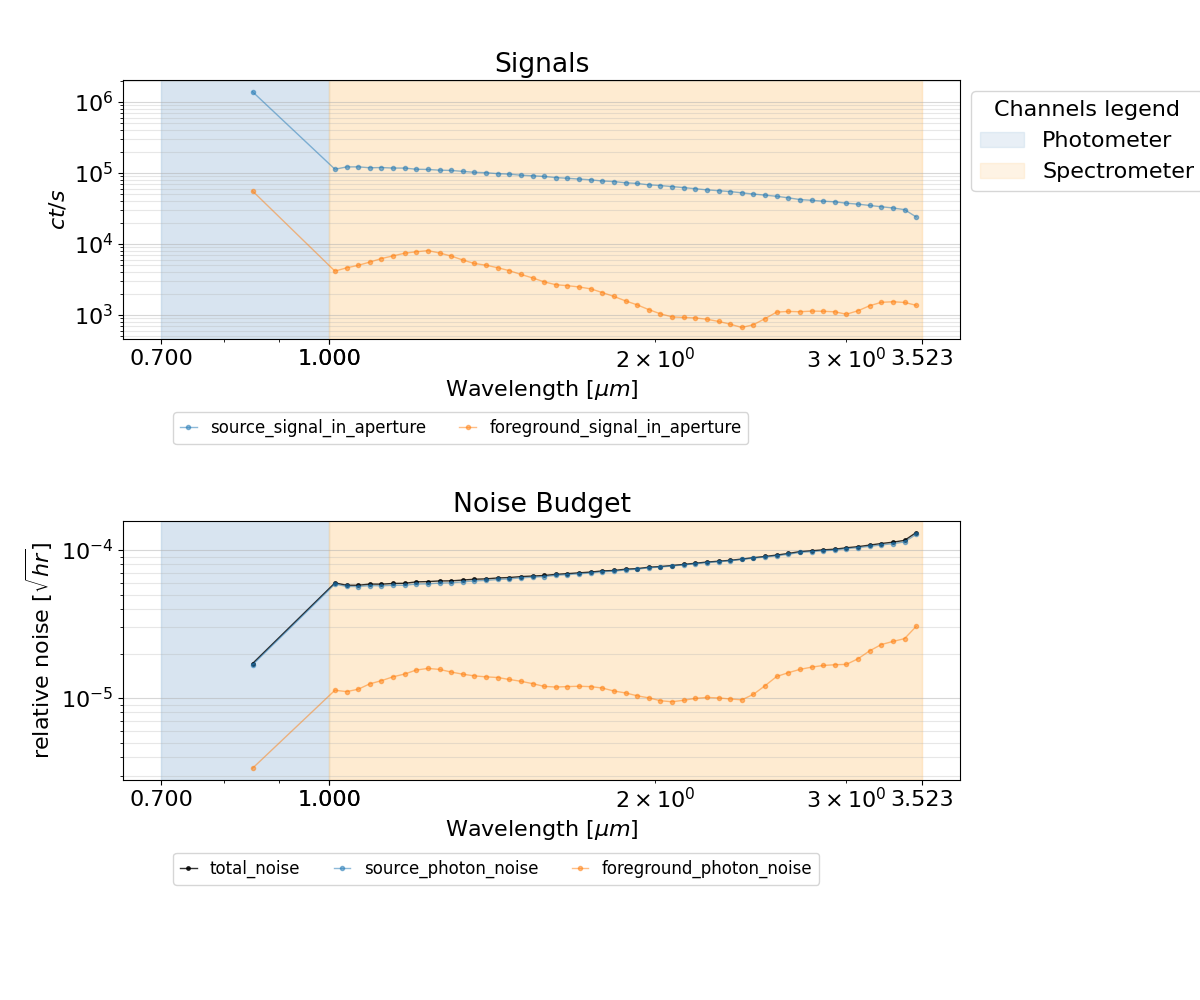 Signals
10^6
10^5
10^4
10^3
ct/s
0.700 1.000 2 × 10^0 3 × 10^0 3.523
Wavelength [μm]
source_signal_in_aperture foreground_signal_in_aperture
Channels legend
Photometer
Spectrometer
Noise Budget
10^−4
10^−5
relative noise [√hr]
0.700 1.000 2 × 10^0 3 × 10^0 3.523
Wavelength [μm]
total_noise source_photon_noise foreground_photon_noise